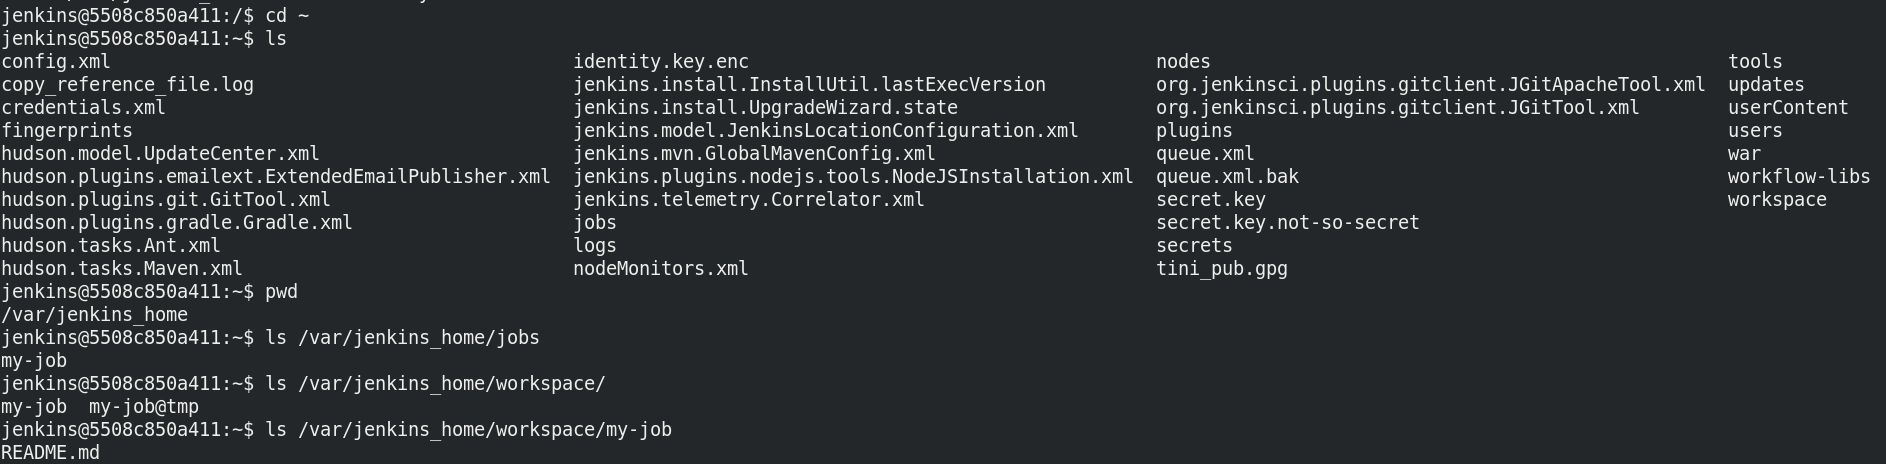 jenkins@5508c850a411:/$ cd ~
jenkins@5508c850a411:~$ ls
config.xml identity.key.enc nodes tools
copy_reference_file.log jenkins.install.InstallUtil.lastExecVersion org.jenkinsci.plugins.gitclient.JGitApacheTool.xml updates
credentials.xml jenkins.install.UpgradeWizard.state org.jenkinsci.plugins.gitclient.JGitTool.xml userContent
fingerprints jenkins.model.JenkinsLocationConfiguration.xml plugins users
hudson.model.UpdateCenter.xml jenkins.mvn.GlobalMavenConfig.xml queue.xml war
hudson.plugins.emailext.ExtendedEmailPublisher.xml jenkins.plugins.nodejs.tools.NodeJSInstallation.xml queue.xml.bak workflow-libs
hudson.plugins.git.GitTool.xml jenkins.telemetry.Correlator.xml secret.key workspace
hudson.plugins.gradle.Gradle.xml jobs secret.key.not-so-secret
hudson.tasks.Ant.xml logs secrets
hudson.tasks.Maven.xml nodeMonitors.xml tini_pub.gpg
jenkins@5508c850a411:~$ pwd
/var/jenkins_home
jenkins@5508c850a411:~$ ls /var/jenkins_home/jobs
my-job
jenkins@5508c850a411:~$ ls /var/jenkins_home/workspace/
my-job my-job@tmp
jenkins@5508c850a411:~$ ls /var/jenkins_home/workspace/my-job
README.md